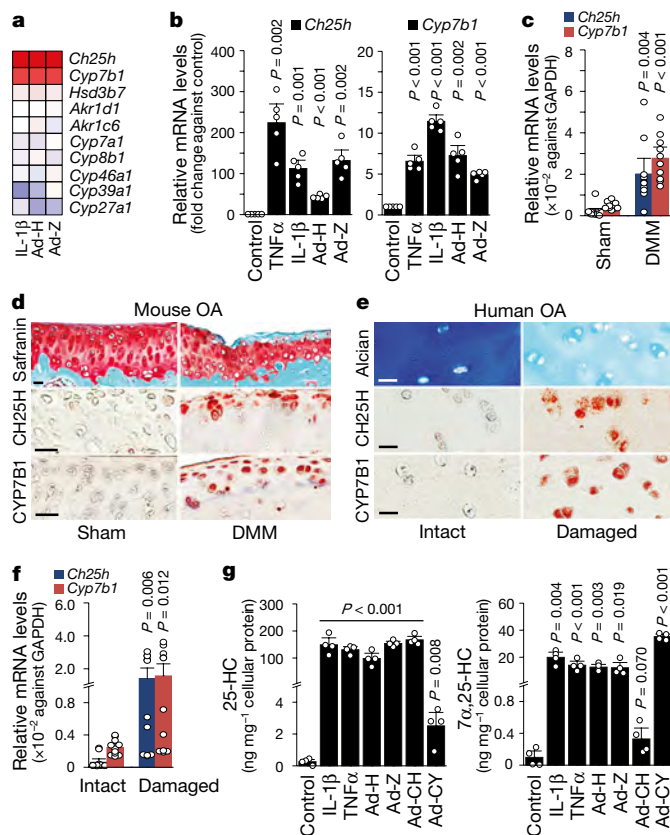 a
Ch25h
Cyp7b1
Hsd3b7
Akr1d1
Akr1c6
Cyp7a1
Cyp8b1
Cyp46a1
Cyp39a1
Cyp27a1
IL-1β
Ad-H
Ad-Z
b
Ch25h
Cyp7b1
Relative mRNA levels
(fold change against control)
400
300
200
100
0
P = 0.002
P = 0.001
P < 0.001
P = 0.002
Control
TNFα
IL-1β
Ad-H
Ad-Z
20
15
10
5
0
P < 0.001
P < 0.001
P = 0.002
P < 0.001
Control
TNFα
IL-1β
Ad-H
Ad-Z
c
Ch25h
Cyp7b1
Relative mRNA levels
(×10⁻² against GAPDH)
8
6
4
2
0
P = 0.004
P < 0.001
Sham
DMM
d
Mouse OA
Safranin
CH25H
CYP7B1
Sham
DMM
e
Human OA
Alcian
CH25H
CYP7B1
Intact
Damaged
f
Ch25h
Cyp7b1
Relative mRNA levels
(×10⁻² against GAPDH)
6.0
4.0
2.0
0.4
0
P = 0.006
P = 0.012
Intact
Damaged
g
25-HC
(ng mg⁻¹ cellular protein)
300
200
100
4
2
0
P < 0.001
P = 0.008
Control
IL-1β
TNFα
Ad-H
Ad-Z
Ad-CH
Ad-CY
7α,25-HC
(ng mg⁻¹ cellular protein)
60
40
20
0.8
0.4
0
P = 0.004
P < 0.001
P = 0.003
P = 0.019
P = 0.070
P < 0.001
Control
IL-1β
TNFα
Ad-H
Ad-Z
Ad-CH
Ad-CY